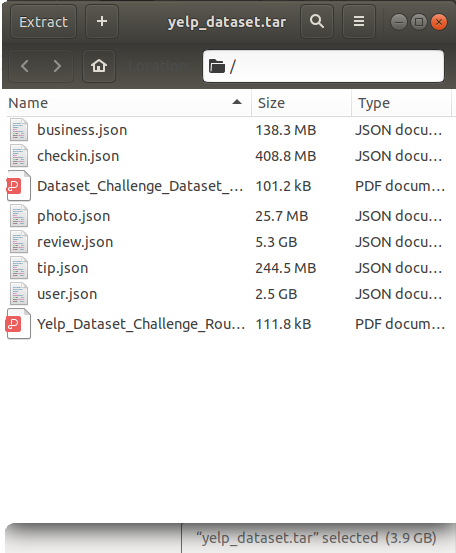 Extract + yelp_dataset.tar
Location: /
Name Size Type
business.json 138.3 MB JSON docu...
checkin.json 408.8 MB JSON docu...
Dataset_Challenge_Dataset_... 101.2 kB PDF docum...
photo.json 25.7 MB JSON docu...
review.json 5.3 GB JSON docu...
tip.json 244.5 MB JSON docu...
user.json 2.5 GB JSON docu...
Yelp_Dataset_Challenge_Rou... 111.8 kB PDF docum...
“yelp_dataset.tar” selected (3.9 GB)